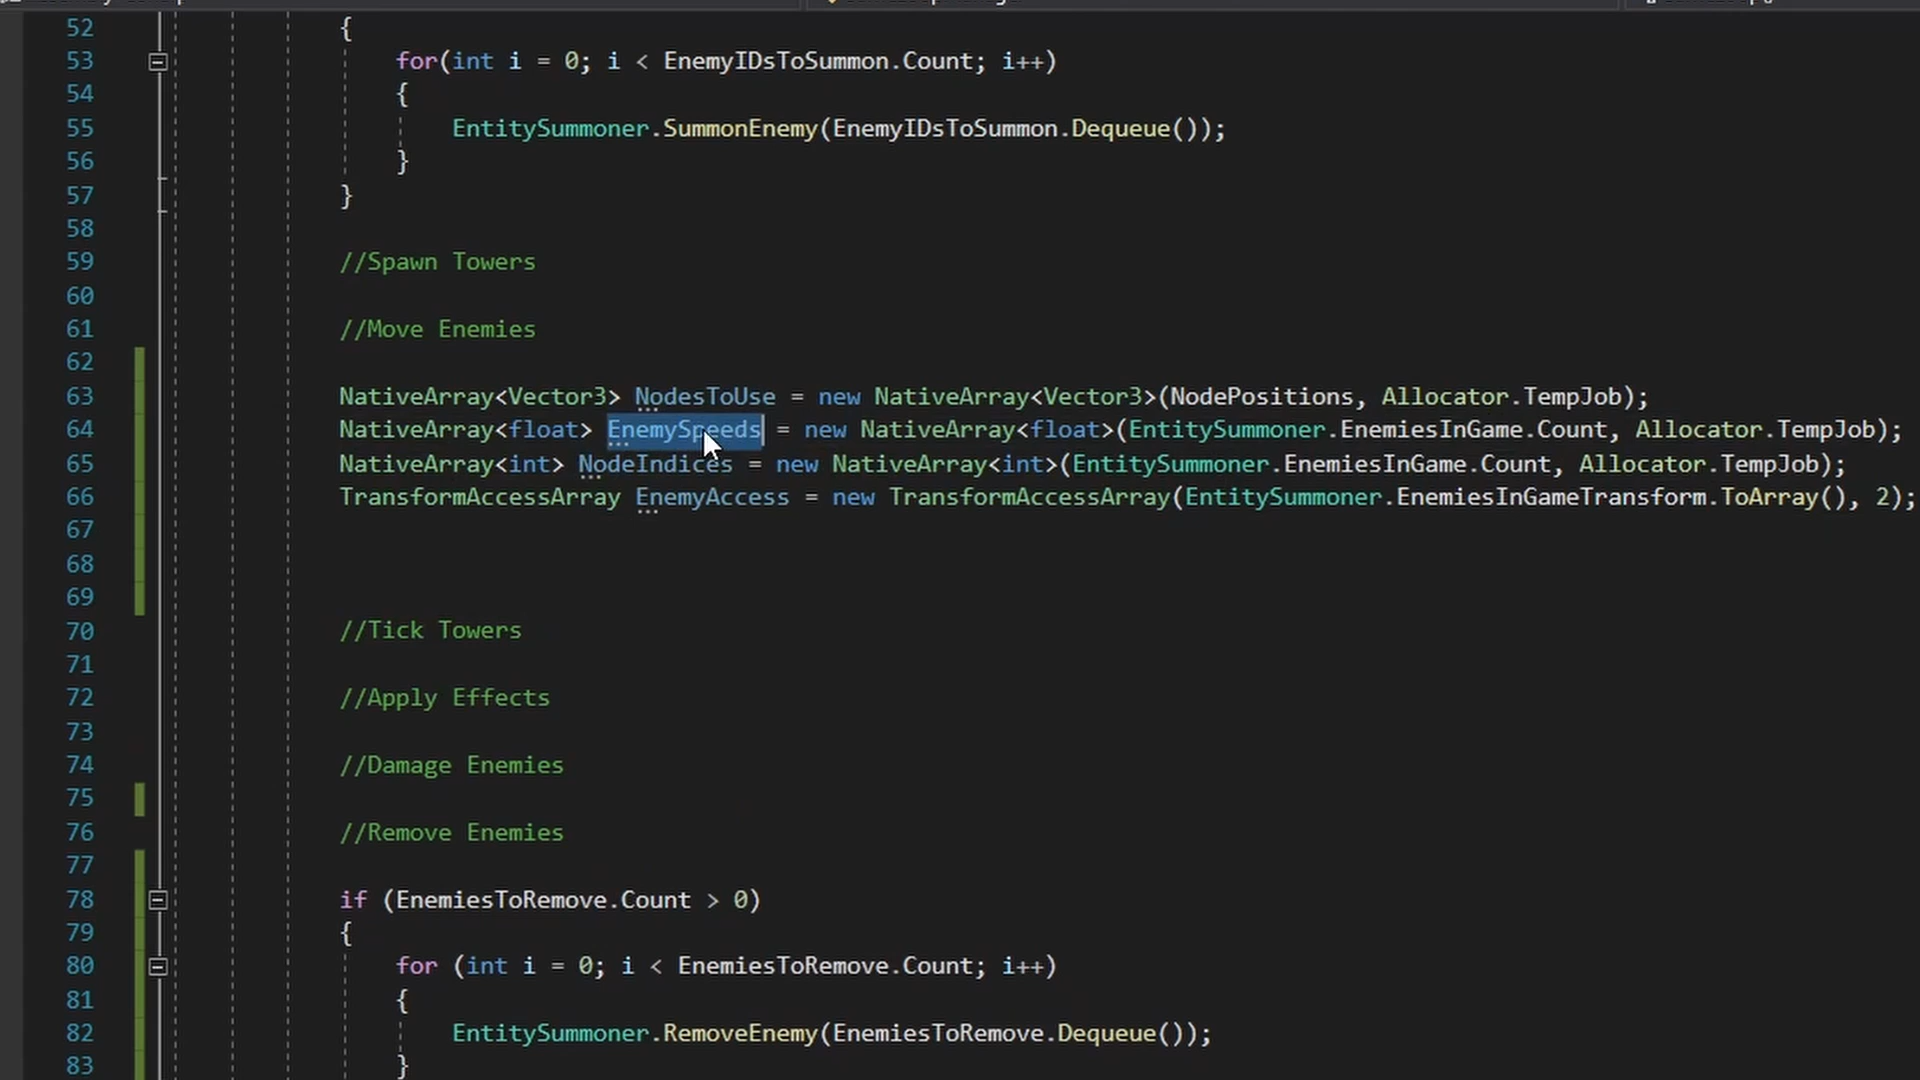 52 {
53 for(int i = 0; i < EnemyIDsToSummon.Count; i++)
54 {
55 EntitySummoner.SummonEnemy(EnemyIDsToSummon.Dequeue());
56 }
57 }
58
59 //Spawn Towers
60
61 //Move Enemies
62
63 NativeArray<Vector3> NodesToUse = new NativeArray<Vector3>(NodePositions, Allocator.TempJob);
64 NativeArray<float> EnemySpeeds = new NativeArray<float>(EntitySummoner.EnemiesInGame.Count, Allocator.TempJob);
65 NativeArray<int> NodeIndices = new NativeArray<int>(EntitySummoner.EnemiesInGame.Count, Allocator.TempJob);
66 TransformAccessArray EnemyAccess = new TransformAccessArray(EntitySummoner.EnemiesInGameTransform.ToArray(), 2);
67
68
69
70 //Tick Towers
71
72 //Apply Effects
73
74 //Damage Enemies
75
76 //Remove Enemies
77
78 if (EnemiesToRemove.Count > 0)
79 {
80 for (int i = 0; i < EnemiesToRemove.Count; i++)
81 {
82 EntitySummoner.RemoveEnemy(EnemiesToRemove.Dequeue());
83 }